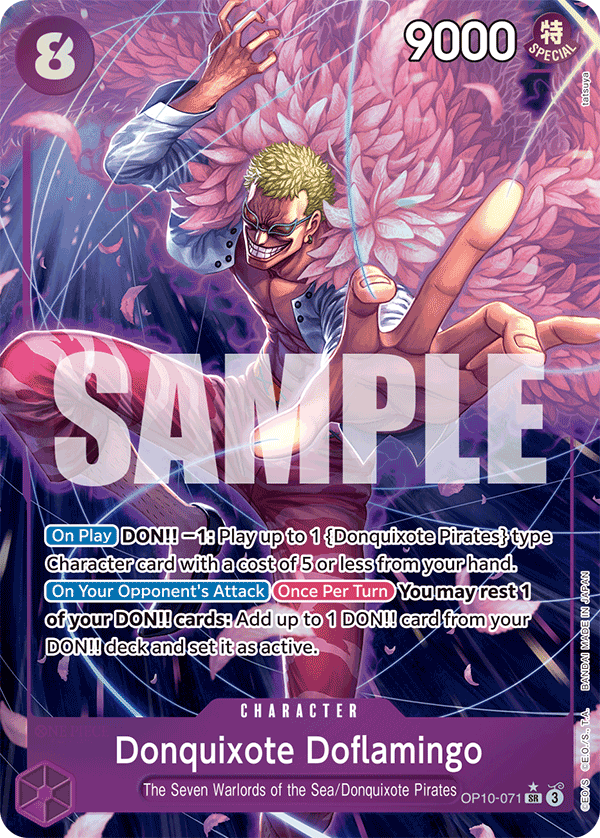 8
9000
特
SPECIAL
tatsuya
SAMPLE
On Play DON!! −1: Play up to 1 {Donquixote Pirates} type
Character card with a cost of 5 or less from your hand.
On Your Opponent's Attack Once Per Turn You may rest 1
of your DON!! cards: Add up to 1 DON!! card from your
DON!! deck and set it as active.
CHARACTER
Donquixote Doflamingo
The Seven Warlords of the Sea/Donquixote Pirates
OP10-071 SR 3
©E.O./S. ©E.O./S., T.A. BANDAI MADE IN JAPAN